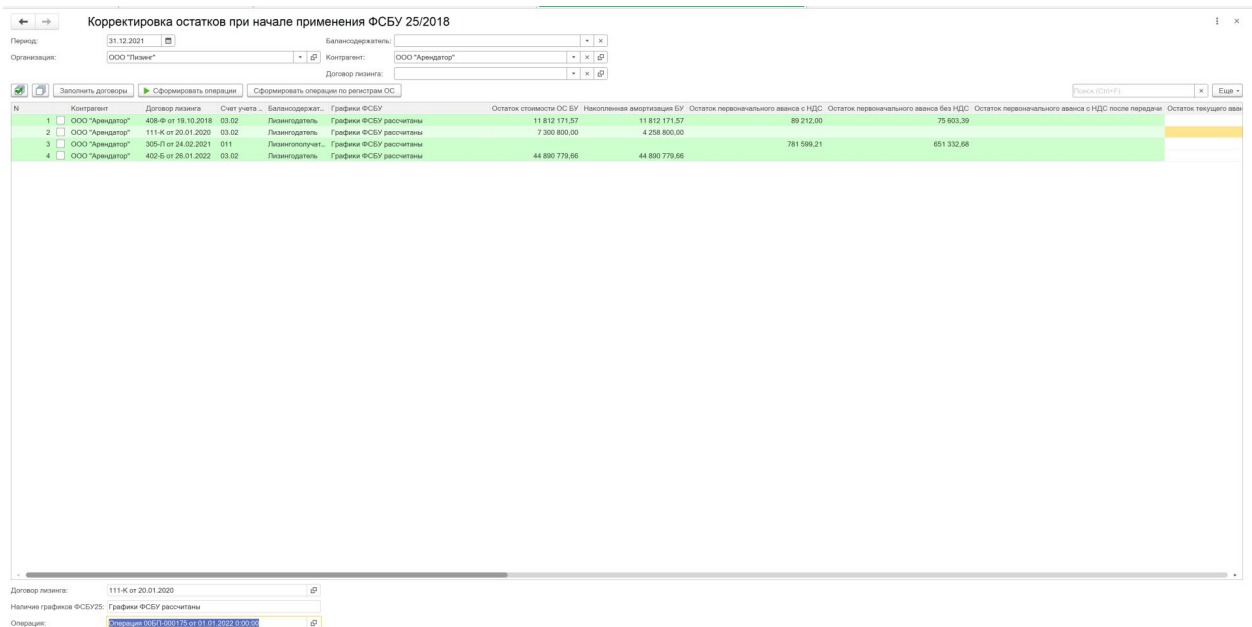 Корректировка остатков при начале применения ФСБУ 25/2018
Период: 31.12.2021 Балансодержатель:
Организация: ООО "Лизинг" Контрагент: ООО "Арендатор"
Договор лизинга:
Заполнить договоры Сформировать операции Сформировать операции по регистрам ОС Поиск (Ctrl+F) Еще
N Контрагент Договор лизинга Счет учета ... Балансодержат... Графики ФСБУ Остаток стоимости ОС БУ Накопленная амортизация БУ Остаток первоначального аванса с НДС Остаток первоначального аванса без НДС Остаток первоначального аванса с НДС после передачи Остаток текущего аван
1 ООО "Арендатор" 408-Ф от 19.10.2018 03.02 Лизингодатель Графики ФСБУ рассчитаны 11 812 171,57 11 812 171,57 89 212,00 75 603,39
2 ООО "Арендатор" 111-К от 20.01.2020 03.02 Лизингодатель Графики ФСБУ рассчитаны 7 300 800,00 4 258 800,00
3 ООО "Арендатор" 305-П от 24.02.2021 011 Лизингополучат... Графики ФСБУ рассчитаны 781 599,21 651 332,68
4 ООО "Арендатор" 402-Б от 26.01.2022 03.02 Лизингодатель Графики ФСБУ рассчитаны 44 890 779,66 44 890 779,66
Договор лизинга: 111-К от 20.01.2020
Наличие графиков ФСБУ25: Графики ФСБУ рассчитаны
Операция: Операция 00БП-000175 от 01.01.2022 0:00:00